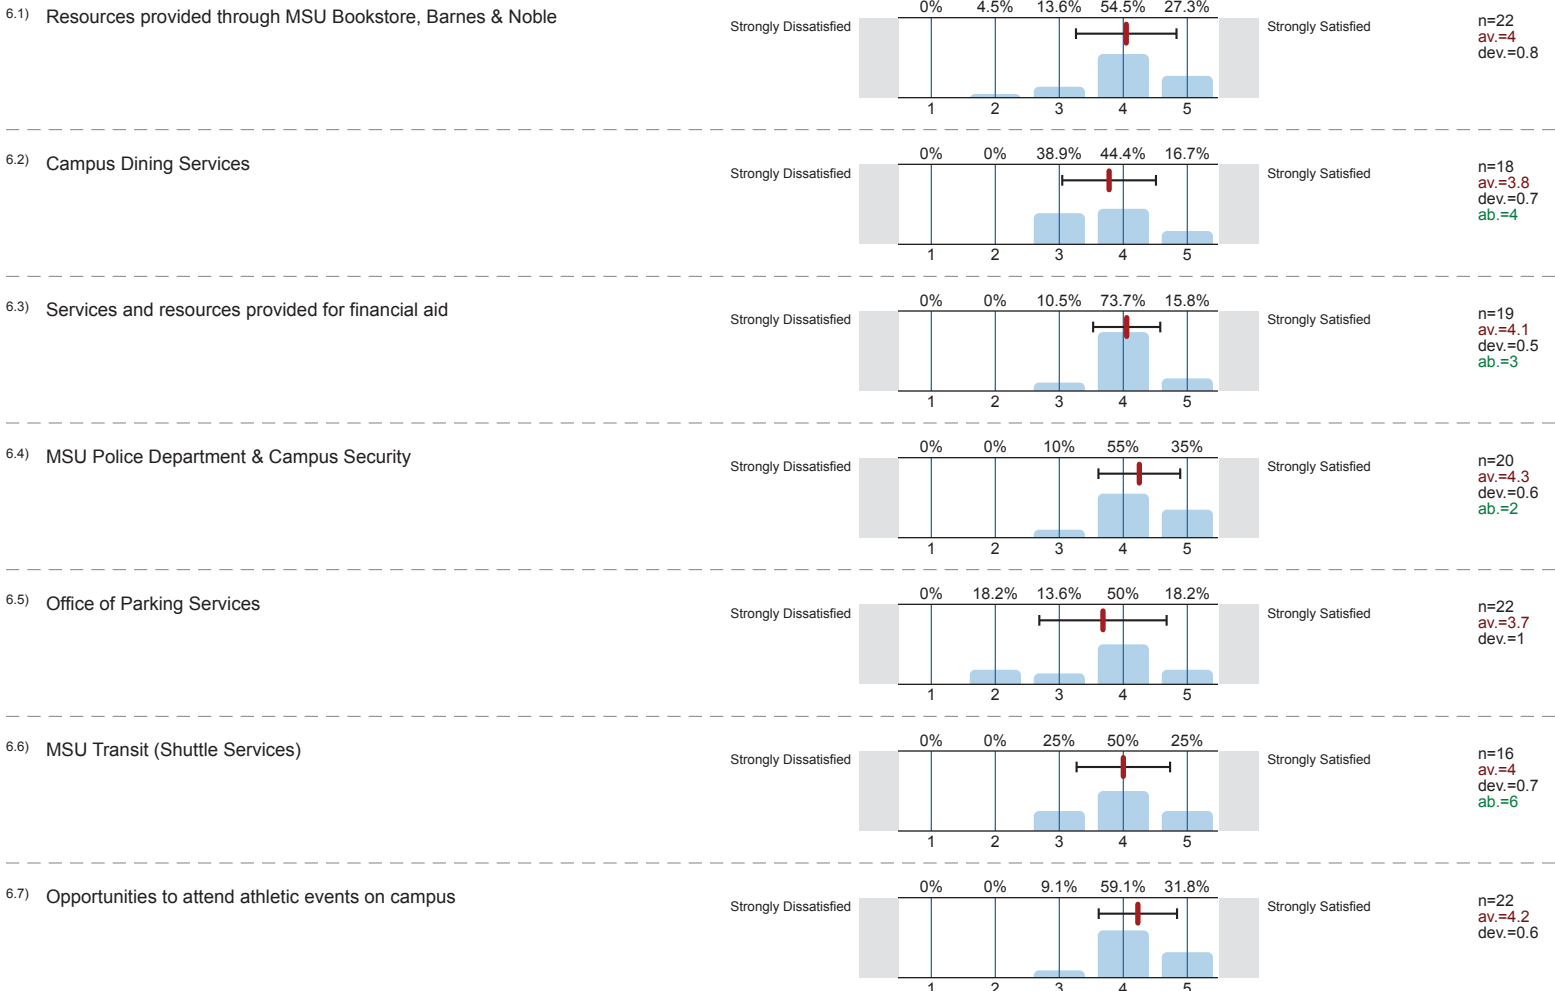 6.1) Resources provided through MSU Bookstore, Barnes & Noble
0% 4.5% 13.6% 54.5% 27.3%
Strongly Dissatisfied Strongly Satisfied
n=22
av.=4
dev.=0.8
1 2 3 4 5
6.2) Campus Dining Services
0% 0% 38.9% 44.4% 16.7%
Strongly Dissatisfied Strongly Satisfied
n=18
av.=3.8
dev.=0.7
ab.=4
1 2 3 4 5
6.3) Services and resources provided for financial aid
0% 0% 10.5% 73.7% 15.8%
Strongly Dissatisfied Strongly Satisfied
n=19
av.=4.1
dev.=0.5
ab.=3
1 2 3 4 5
6.4) MSU Police Department & Campus Security
0% 0% 10% 55% 35%
Strongly Dissatisfied Strongly Satisfied
n=20
av.=4.3
dev.=0.6
ab.=2
1 2 3 4 5
6.5) Office of Parking Services
0% 18.2% 13.6% 50% 18.2%
Strongly Dissatisfied Strongly Satisfied
n=22
av.=3.7
dev.=1
1 2 3 4 5
6.6) MSU Transit (Shuttle Services)
0% 0% 25% 50% 25%
Strongly Dissatisfied Strongly Satisfied
n=16
av.=4
dev.=0.7
ab.=6
1 2 3 4 5
6.7) Opportunities to attend athletic events on campus
0% 0% 9.1% 59.1% 31.8%
Strongly Dissatisfied Strongly Satisfied
n=22
av.=4.2
dev.=0.6
1 2 3 4 5